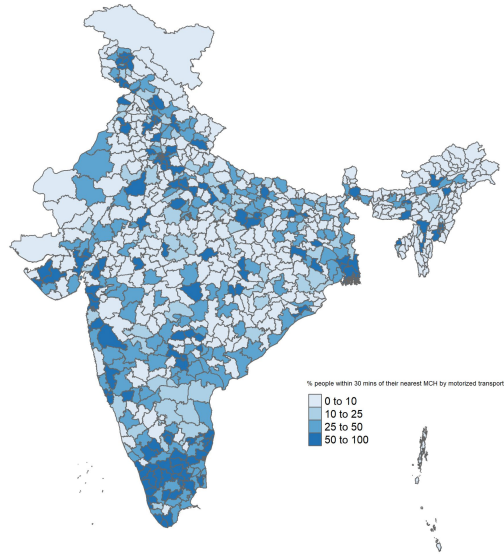 % people within 30 mins of their nearest MCH by motorized transport
0 to 10
10 to 25
25 to 50
50 to 100